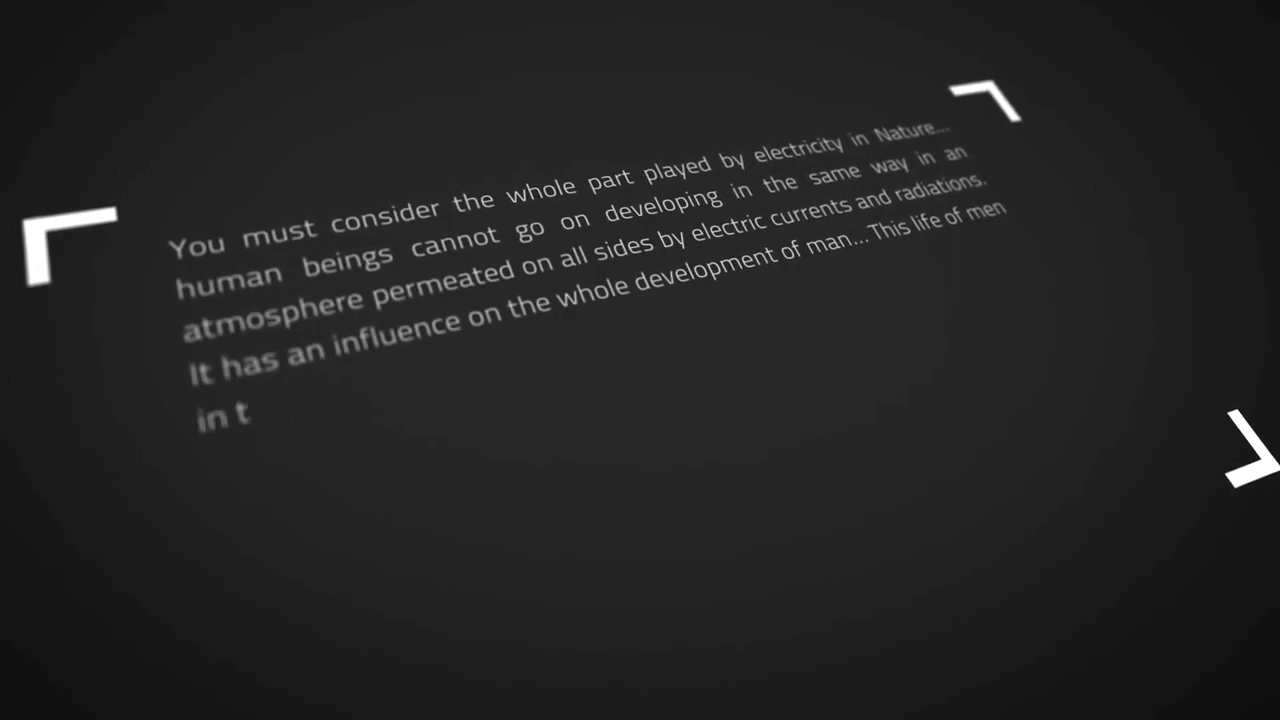 You must consider the whole part played by electricity in Nature...
human beings cannot go on developing in the same way in an
atmosphere permeated on all sides by electric currents and radiations.
It has an influence on the whole development of man... This life of men
in t